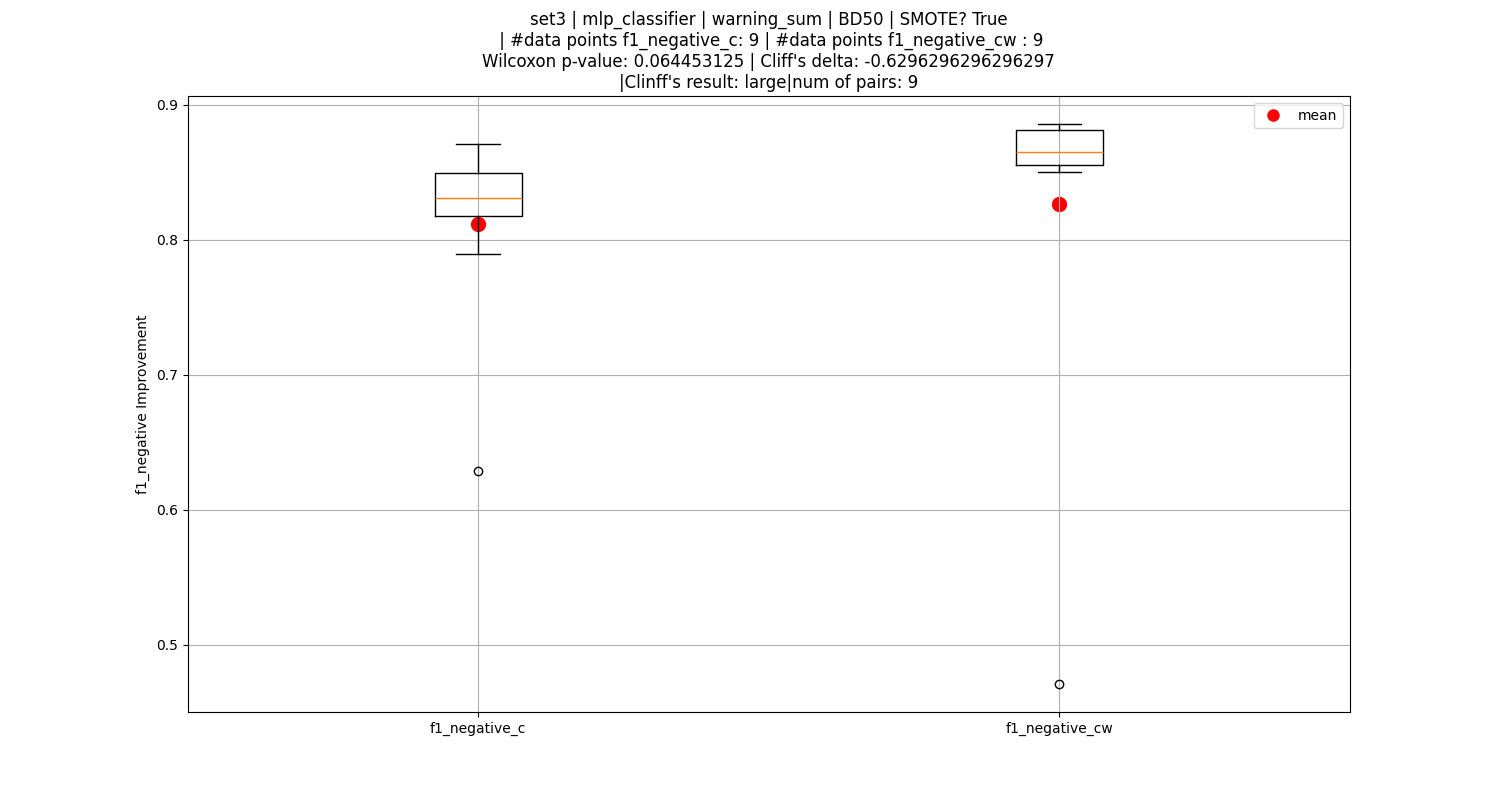 set3 | mlp_classifier | warning_sum | BD50 | SMOTE? True
| #data points f1_negative_c: 9 | #data points f1_negative_cw : 9
Wilcoxon p-value: 0.064453125 | Cliff's delta: -0.6296296296296297
|Clinff's result: large|num of pairs: 9
mean
f1_negative Improvement
0.9
0.8
0.7
0.6
0.5
f1_negative_c
f1_negative_cw